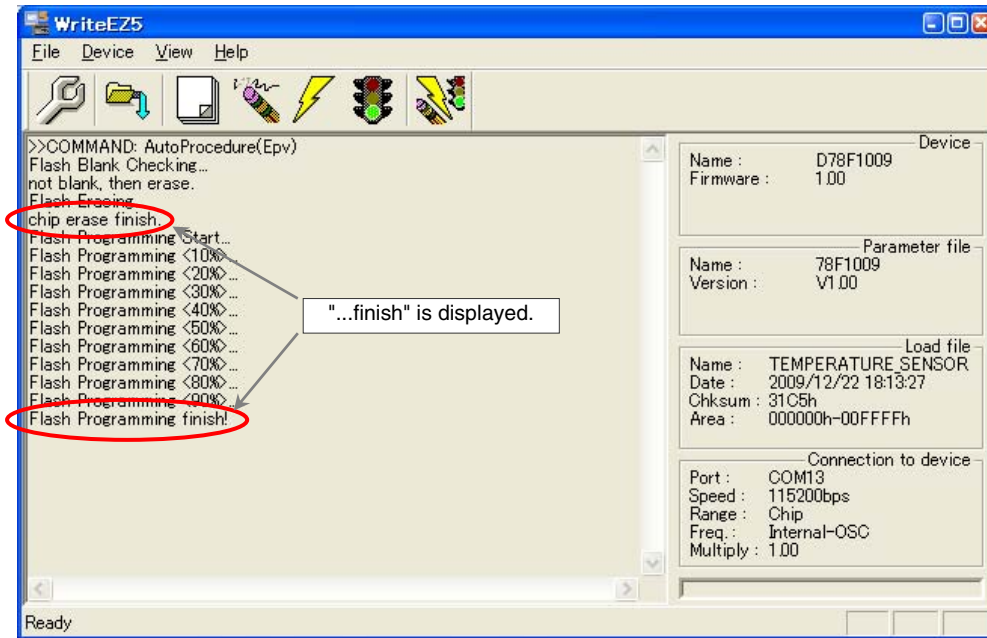 WriteEZ5
File Device View Help
>>COMMAND: AutoProcedure(Epv)
Flash Blank Checking...
not blank, then erase.
Flash Erasing...
chip erase finish.
Flash Programming Start...
Flash Programming <10%>...
Flash Programming <20%>...
Flash Programming <30%>...
Flash Programming <40%>...
Flash Programming <50%>...
Flash Programming <60%>...
Flash Programming <70%>...
Flash Programming <80%>...
Flash Programming <90%>...
Flash Programming finish!
"...finish" is displayed.
Device
Name : D78F1009
Firmware : 1.00
Parameter file
Name : 78F1009
Version : V1.00
Load file
Name : TEMPERATURE_SENSOR
Date : 2009/12/22 18:13:27
Chksum : 31C5h
Area : 000000h-00FFFFh
Connection to device
Port : COM13
Speed : 115200bps
Range : Chip
Freq. : Internal-OSC
Multiply : 1.00
Ready